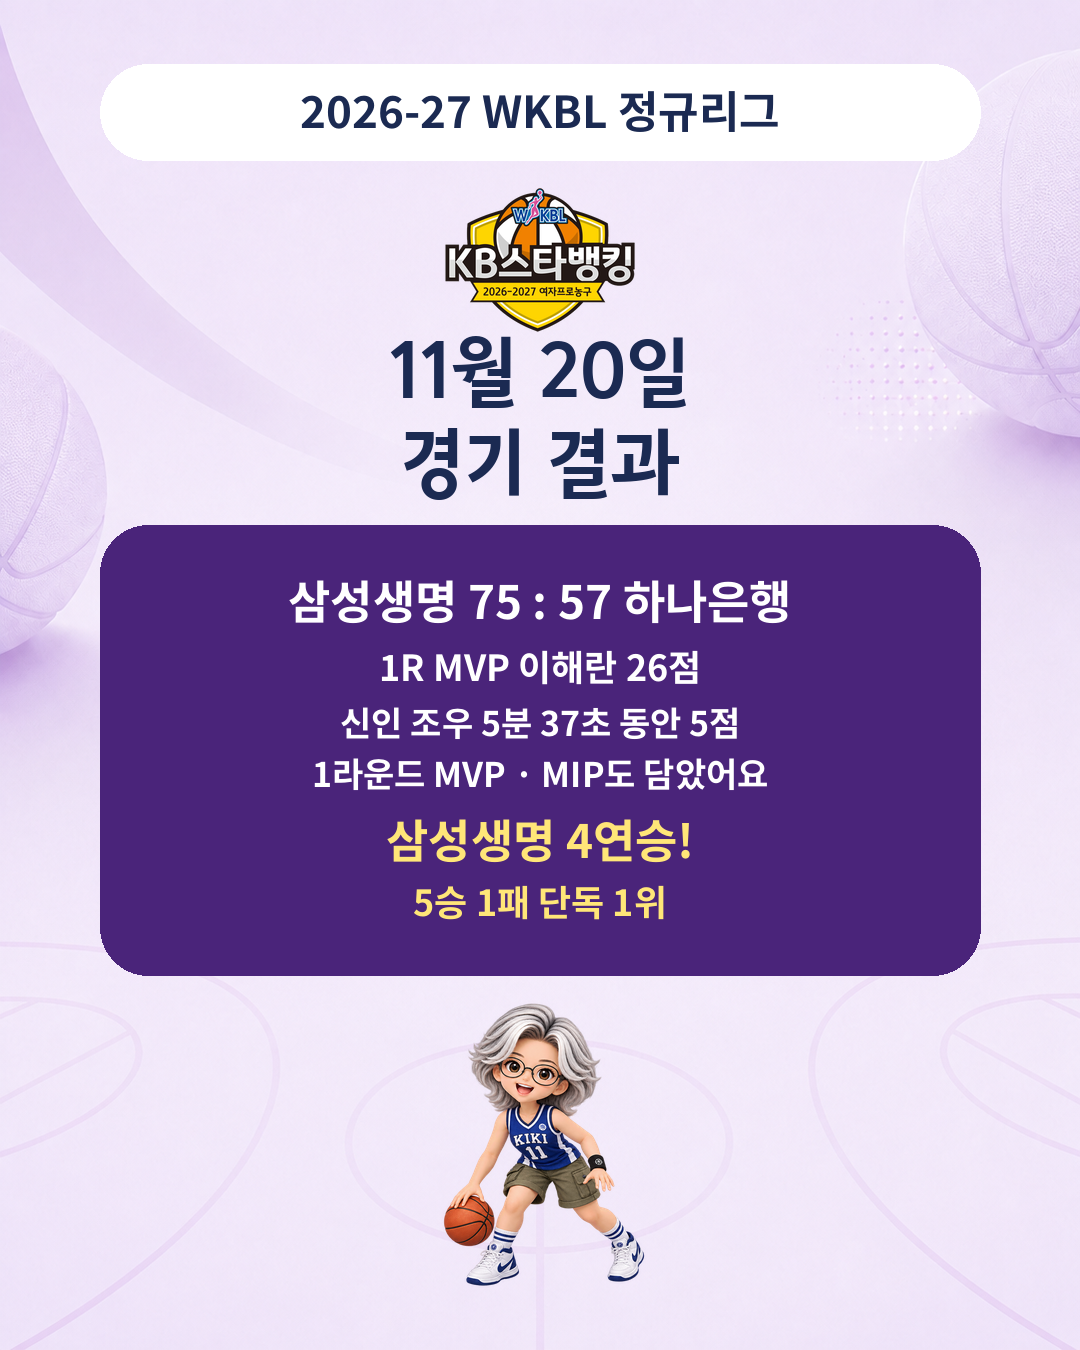 2026-27 WKBL 정규리그
WKBL
KB스타뱅킹
2026-2027 여자프로농구
11월 20일
경기 결과
삼성생명 75 : 57 하나은행
1R MVP 이해란 26점
신인 조우 5분 37초 동안 5점
1라운드 MVP · MIP도 담았어요
삼성생명 4연승!
5승 1패 단독 1위
KIKI
11